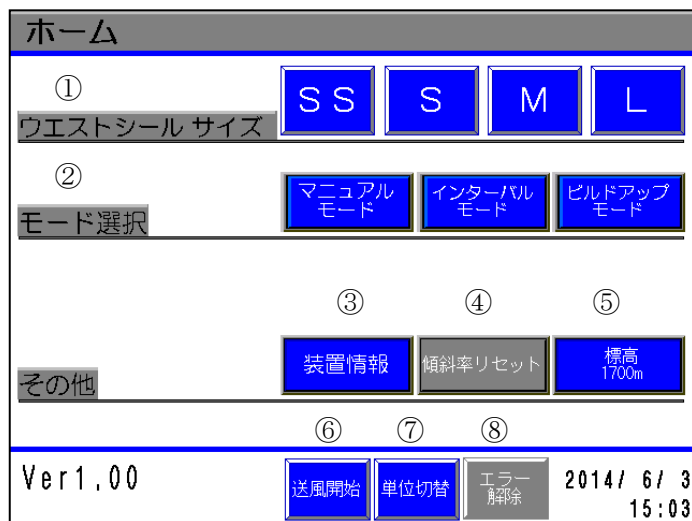 ホーム
①
ウエストシール サイズ
SS
S
M
L
②
モード選択
マニュアル
モード
インターバル
モード
ビルドアップ
モード
③
④
⑤
その他
装置情報
傾斜率リセット
標高
1700m
⑥
⑦
⑧
Ver1.00
送風開始
単位切替
エラー
解除
2014/ 6/ 3
15:03